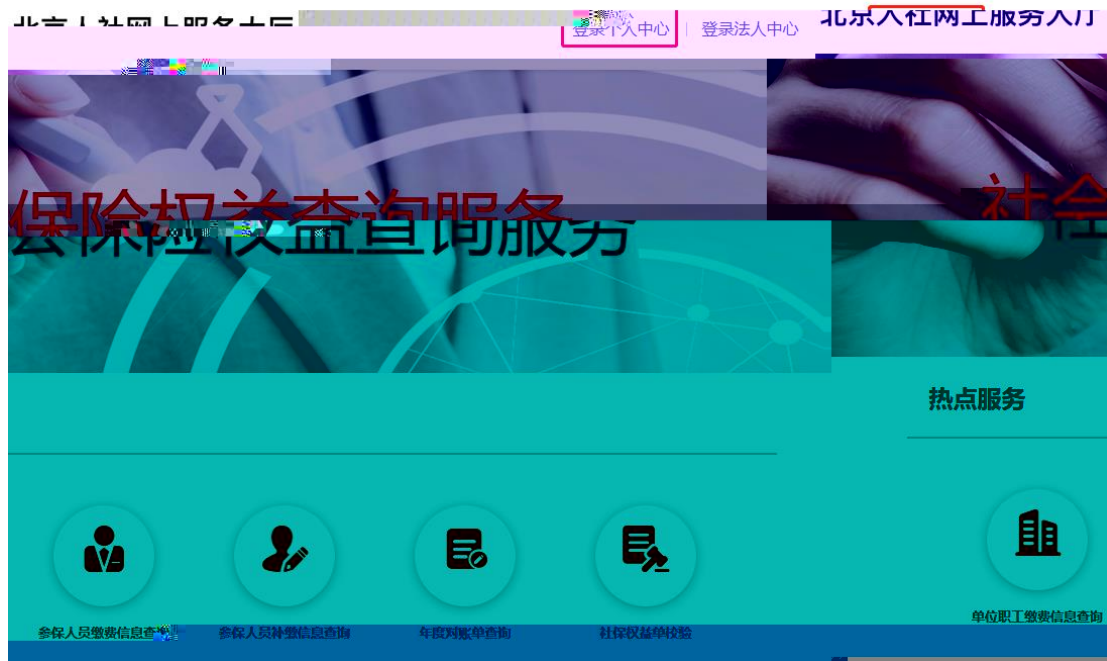 北京人社网上服务大厅
登录个人中心 | 登录法人中心
北京人社网上服务大厅
保险权益查询服务
社会
会保险权益查询服务
热点服务
参保人员缴费信息查询
参保人员补缴信息查询
年度对账单查询
社保权益单校验
单位职工缴费信息查询